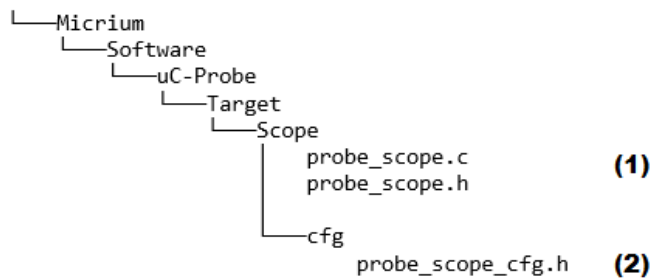 Micrium
Software
uC-Probe
Target
Scope
probe_scope.c
(1)
probe_scope.h
cfg
probe_scope_cfg.h (2)